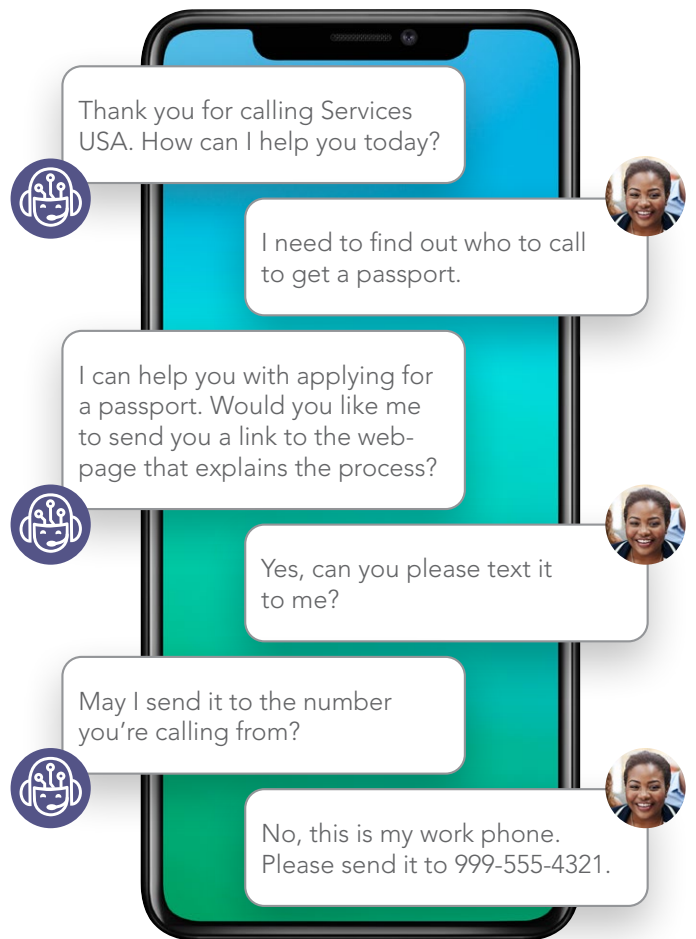 Thank you for calling Services
USA. How can I help you today?
I need to find out who to call
to get a passport.
I can help you with applying for
a passport. Would you like me
to send you a link to the web-
page that explains the process?
Yes, can you please text it
to me?
May I send it to the number
you’re calling from?
No, this is my work phone.
Please send it to 999-555-4321.